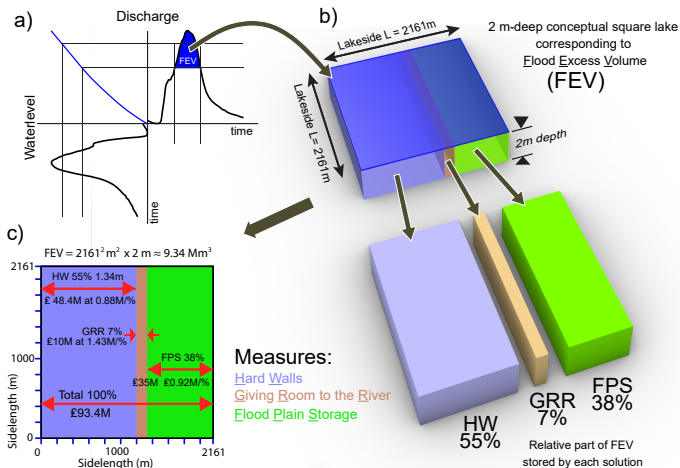 a)
Discharge
FEV
time
Waterlevel
time
b)
Lakeside L = 2161m
Lakeside L= 2161m
2 m-deep conceptual square lake
corresponding to
Flood Excess Volume
(FEV)
2m depth
HW
55%
GRR
7%
FPS
38%
Relative part of FEV
stored by each solution
c)
FEV = 2161² m² x 2 m ≈ 9.34 Mm³
2161
1000
0
Sidelength (m)
HW 55% 1.34m
£ 48.4M at 0.88M/%
GRR 7%
£10M at 1.43M/%
FPS 38%
£35M £0.92M/%
Total 100%
£93.4M
0
1000
2161
Sidelength (m)
Measures:
Hard Walls
Giving Room to the River
Flood Plain Storage